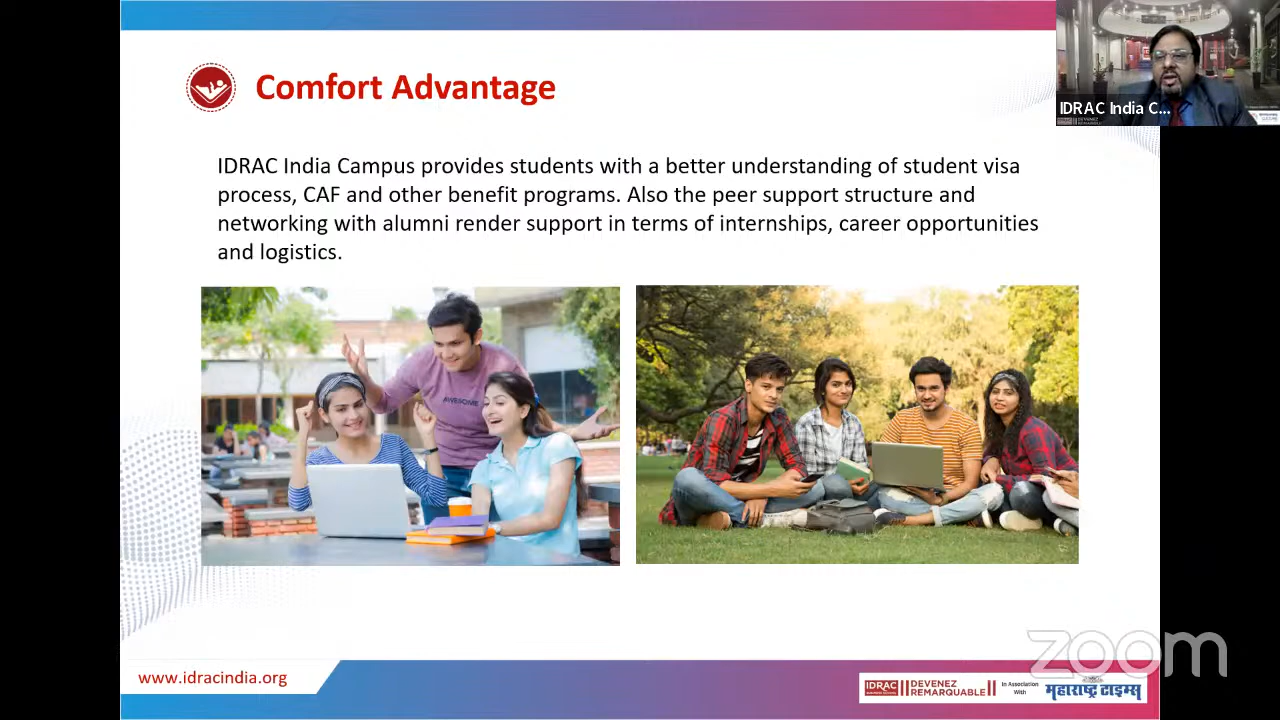 Comfort Advantage
IDRAC India C...
IDRAC India Campus provides students with a better understanding of student visa
process, CAF and other benefit programs. Also the peer support structure and
networking with alumni render support in terms of internships, career opportunities
and logistics.
AWESOME
zoom
www.idracindia.org
IDRAC
DEVENEZ
REMARQUABLE
In Association
With
महाराष्ट्र टाइम्स